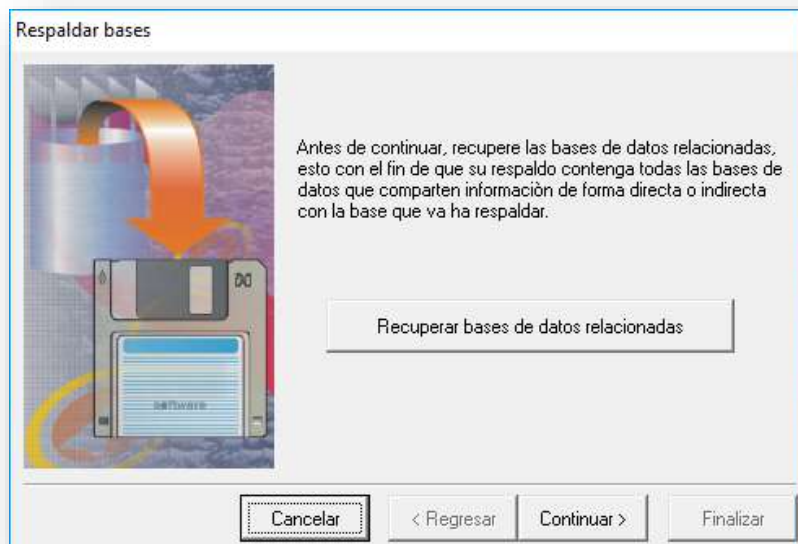 Respaldar bases
Antes de continuar, recupere las bases de datos relacionadas,
esto con el fin de que su respaldo contenga todas las bases de
datos que comparten informaciòn de forma directa o indirecta
con la base que va ha respaldar.
Recuperar bases de datos relacionadas
software
Cancelar
< Regresar
Continuar >
Finalizar